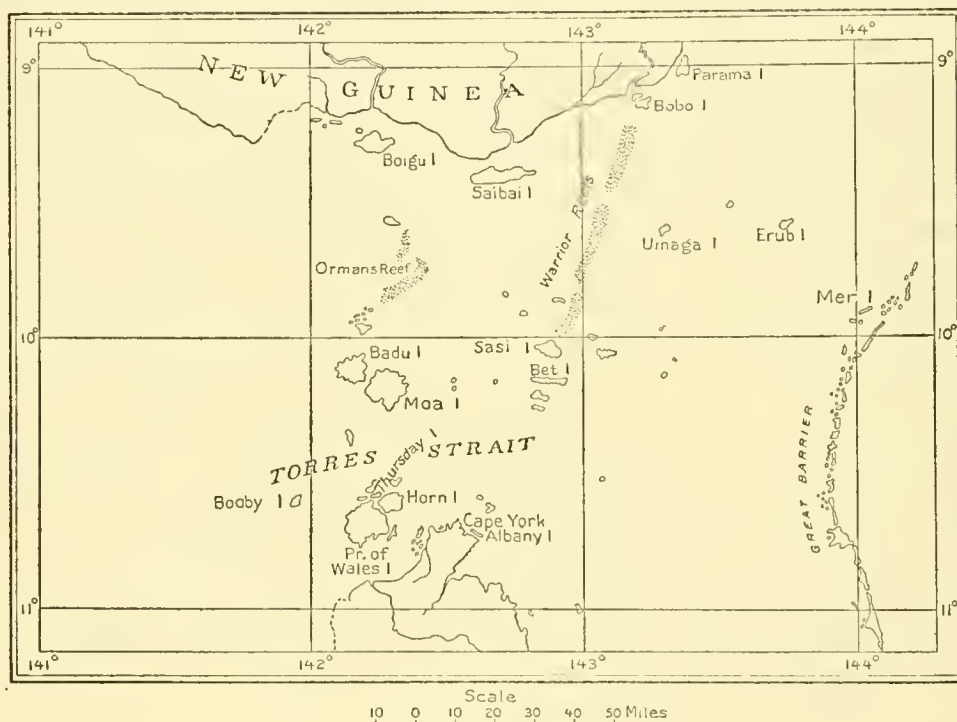 141° 142° 143° 144°
9° 9°
NEW GUINEA
Parama I
Bobo I
Boigu I
Saibai I
Warrior Reefs
Umaga I
Erub I
Ormans Reef
Mer I
10° 10°
Badu I
Sasi I
Bet I
Moa I
TORRES STRAIT
Thursday I
GREAT BARRIER
Booby I
Horn I
Cape York
Albany I
Pr. of
Wales I
11° 11°
141° 142° 143° 144°
Scale
10 0 10 20 30 40 50 Miles